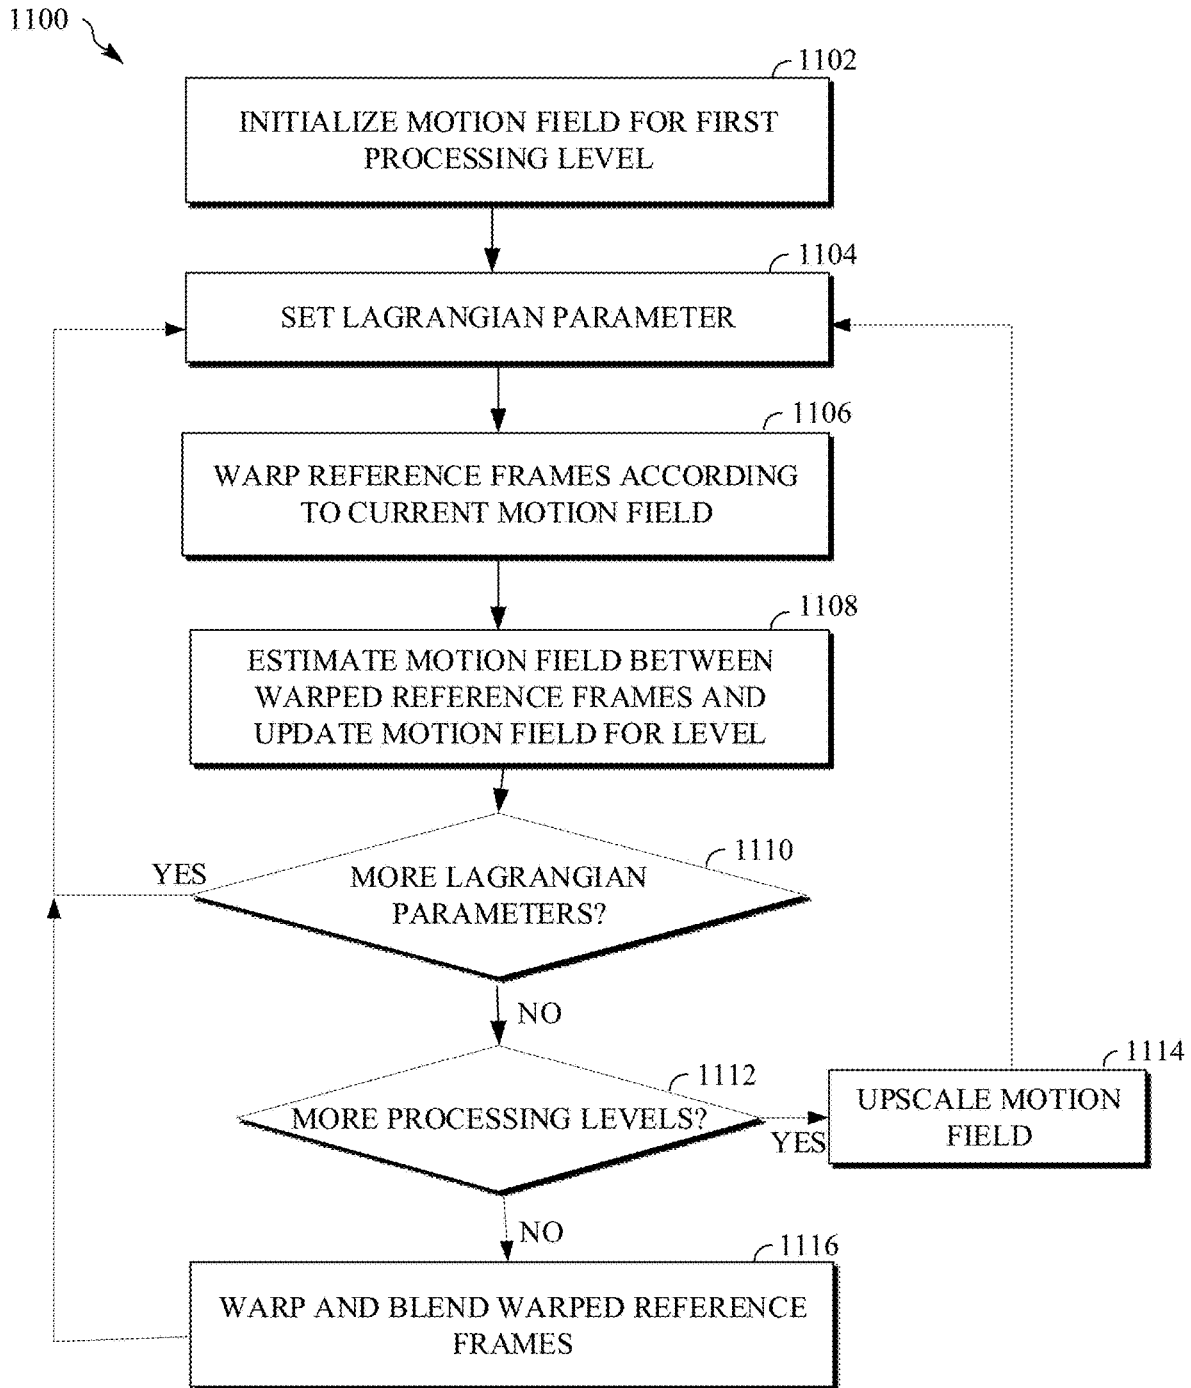 1100
1102
INITIALIZE MOTION FIELD FOR FIRST
PROCESSING LEVEL
1104
SET LAGRANGIAN PARAMETER
1106
WARP REFERENCE FRAMES ACCORDING
TO CURRENT MOTION FIELD
1108
ESTIMATE MOTION FIELD BETWEEN
WARPED REFERENCE FRAMES AND
UPDATE MOTION FIELD FOR LEVEL
1110
YES
MORE LAGRANGIAN
PARAMETERS?
NO
1112
MORE PROCESSING LEVELS?
YES
1114
UPSCALE MOTION
FIELD
NO
1116
WARP AND BLEND WARPED REFERENCE
FRAMES